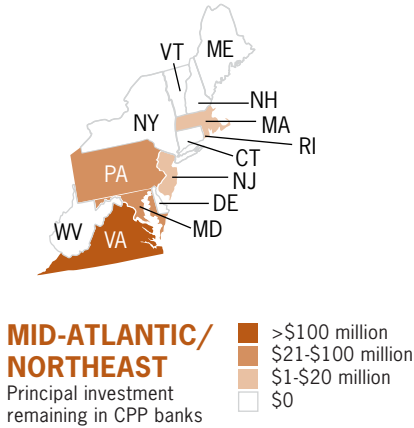 ME
VT
NH
NY
MA
RI
CT
PA
NJ
DE
WV
VA
MD
MID-ATLANTIC/
NORTHEAST
Principal investment
remaining in CPP banks
>$100 million
$21-$100 million
$1-$20 million
$0